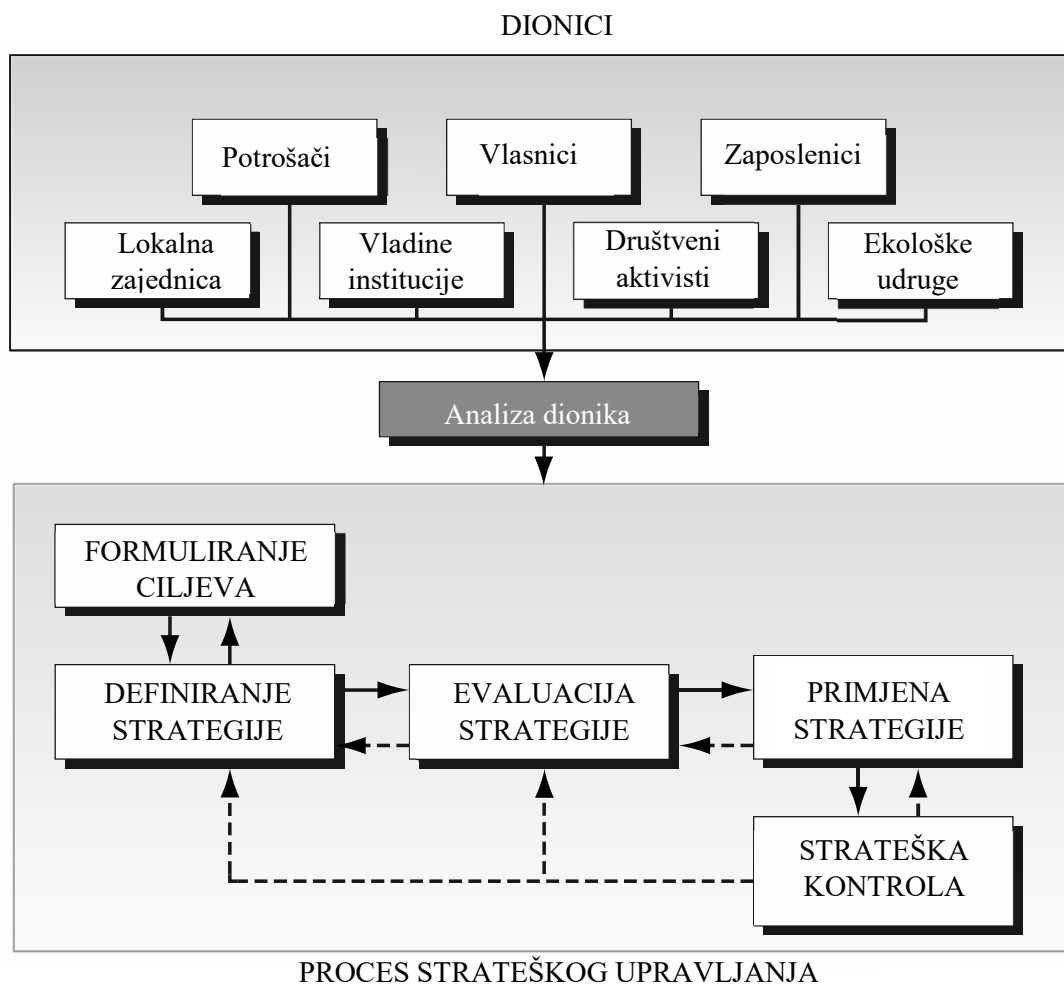 DIONICI
Potrošači
Vlasnici
Zaposlenici
Lokalna
zajednica
Vladine
institucije
Društveni
aktivisti
Ekološke
udruge
Analiza dionika
FORMULIRANJE
CILJEVA
DEFINIRANJE
STRATEGIJE
EVALUACIJA
STRATEGIJE
PRIMJENA
STRATEGIJE
STRATEŠKA
KONTROLA
PROCES STRATEŠKOG UPRAVLJANJA